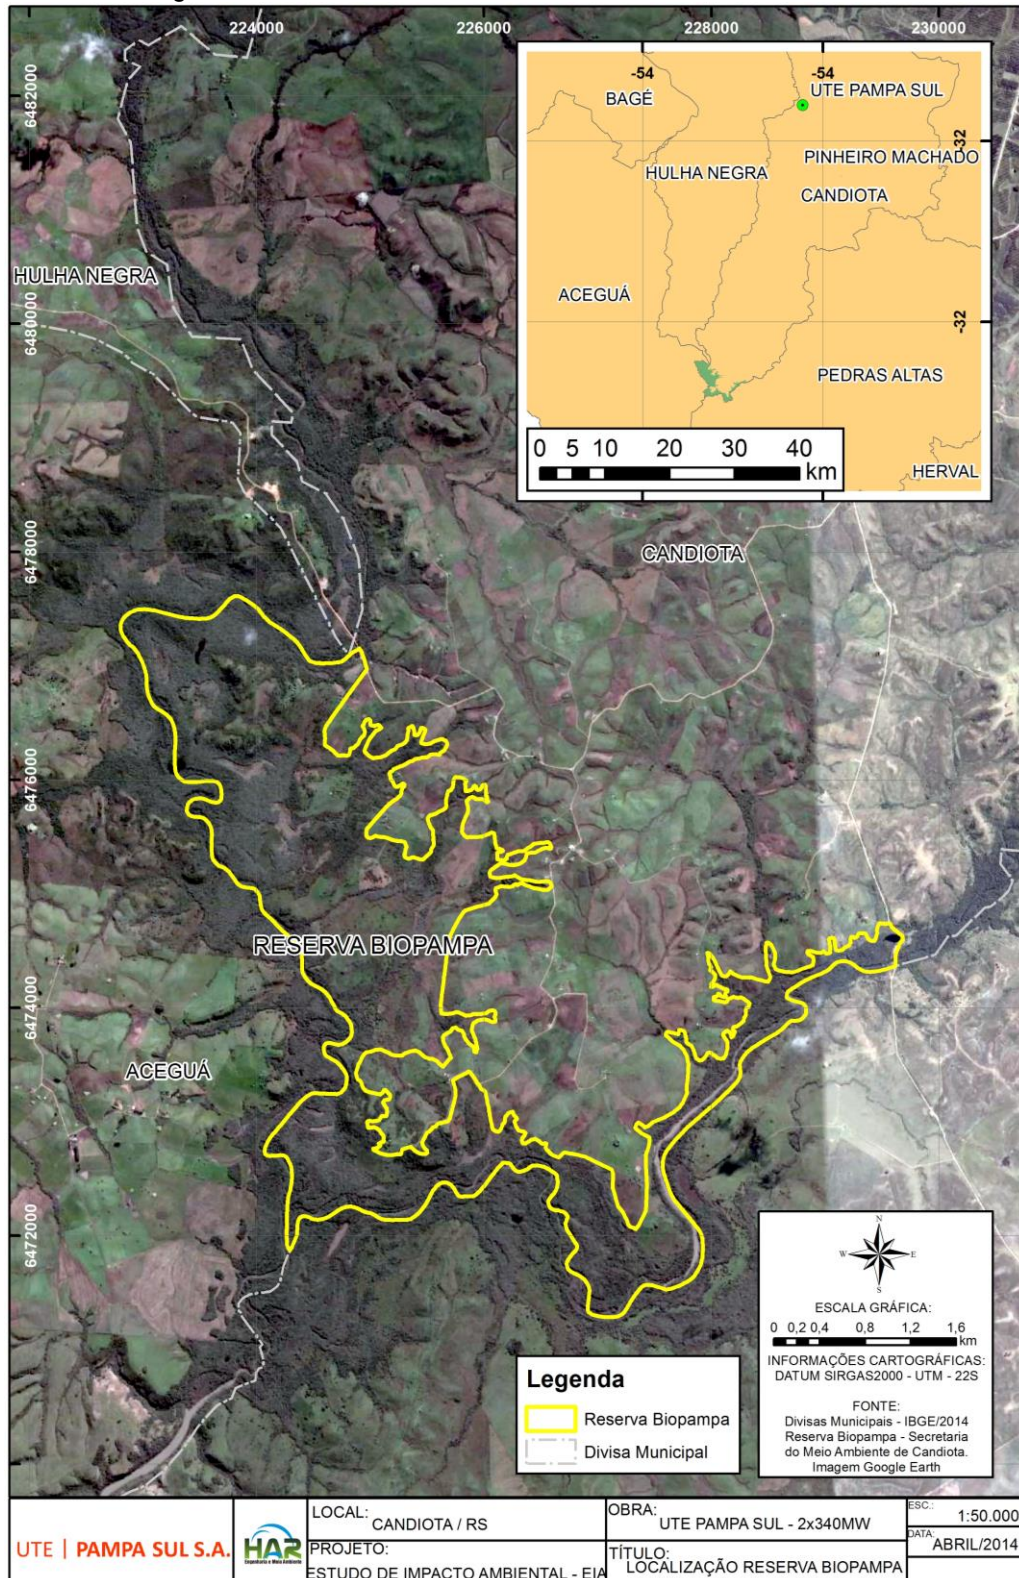 224000
226000
228000
230000
6482000
6480000
6478000
6476000
6474000
6472000
-54
-54
UTE PAMPA SUL
BAGÉ
-32
HULHA NEGRA
PINHEIRO MACHADO
CANDIOTA
ACEGUÁ
-32
PEDRAS ALTAS
HERVAL
0 5 10 20 30 40
km
HULHA NEGRA
CANDIOTA
RESERVA BIOPAMPA
ACEGUÁ
N
W E
S
ESCALA GRÁFICA:
0 0,2 0,4 0,8 1,2 1,6
km
INFORMAÇÕES CARTOGRÁFICAS:
DATUM SIRGAS2000 - UTM - 22S
FONTE:
Divisas Municipais - IBGE/2014
Reserva Biopampa - Secretaria
do Meio Ambiente de Candiota.
Imagem Google Earth
Legenda
Reserva Biopampa
Divisa Municipal
UTE | PAMPA SUL S.A.
HAR
Engenharia e Meio Ambiente
LOCAL:
CANDIOTA / RS
PROJETO:
ESTUDO DE IMPACTO AMBIENTAL - EIA
OBRA:
UTE PAMPA SUL - 2x340MW
TÍTULO:
LOCALIZAÇÃO RESERVA BIOPAMPA
ESC.:
1:50.000
DATA:
ABRIL/2014